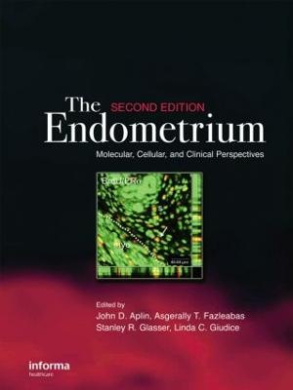 The SECOND EDITION
Endometrium
Molecular, Cellular, and Clinical Perspectives
Edited by
John D. Aplin, Asgerally T. Fazleabas
Stanley R. Glasser, Linda C. Giudice
informa
healthcare